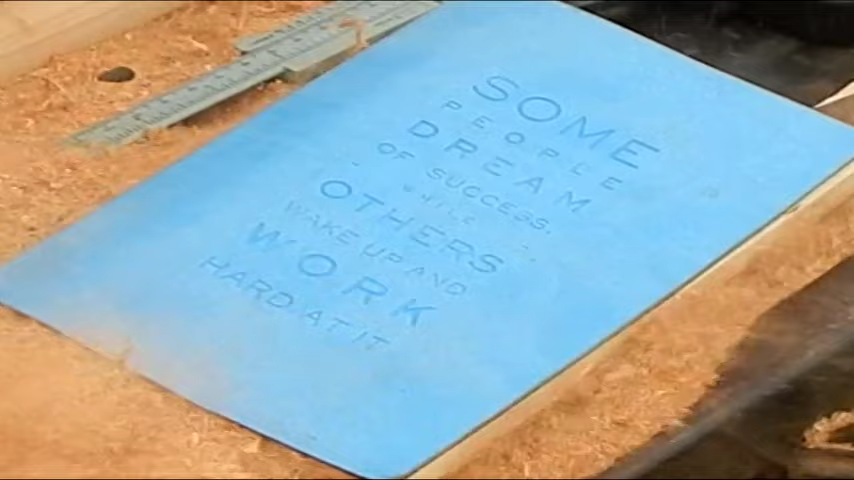 SOME
PEOPLE
DREAM
OF SUCCESS.
WHILE
OTHERS
WAKE UP AND
WORK
HARD AT IT